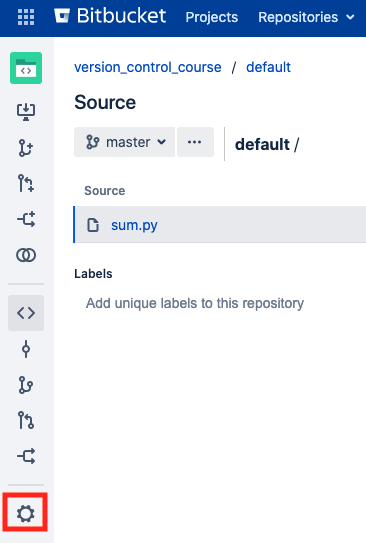 Bitbucket Projects Repositories
version_control_course / default
Source
master ... default /
Source
sum.py
Labels
Add unique labels to this repository